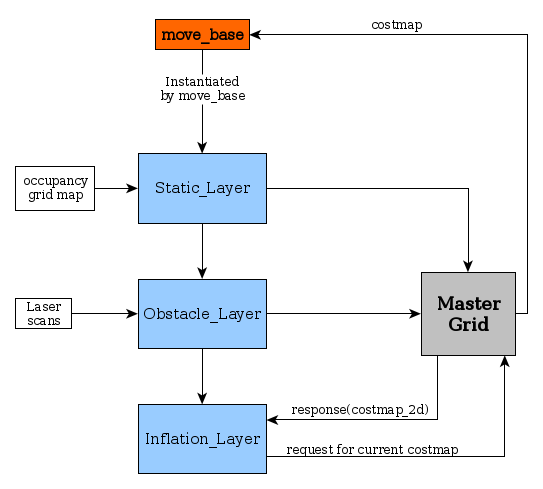 costmap
move_base
Instantiated
by move_base
occupancy
grid map
Static_Layer
Laser
scans
Obstacle_Layer
Master
Grid
response(costmap_2d)
Inflation_Layer
request for current costmap